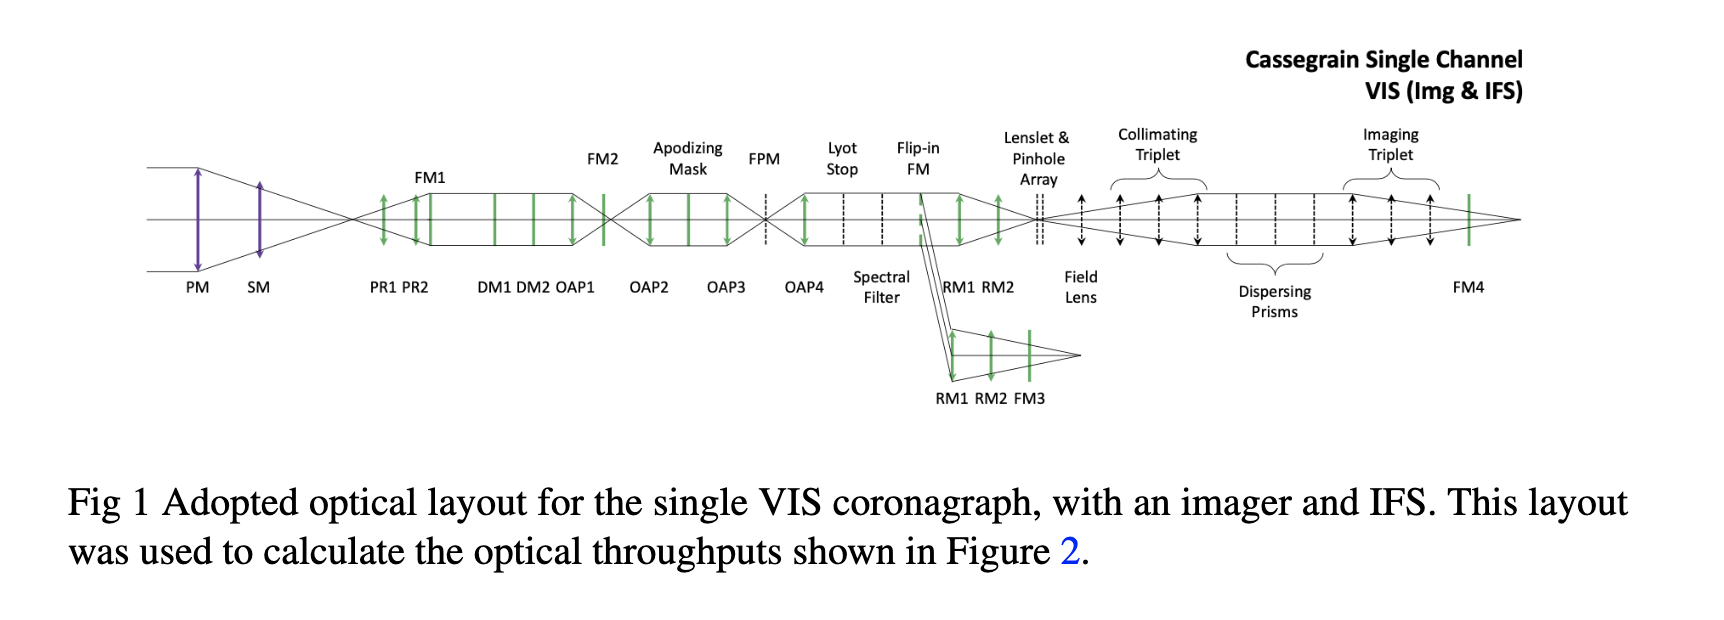 Cassegrain Single Channel
VIS (Img & IFS)
FM1
FM2
Apodizing
Mask
FPM
Lyot
Stop
Flip-in
FM
Lenslet &
Pinhole
Array
Collimating
Triplet
Imaging
Triplet
PM
SM
PR1 PR2
DM1 DM2 OAP1
OAP2
OAP3
OAP4
Spectral
Filter
RM1 RM2
Field
Lens
Dispersing
Prisms
FM4
RM1 RM2 FM3
Fig 1 Adopted optical layout for the single VIS coronagraph, with an imager and IFS. This layout
was used to calculate the optical throughputs shown in Figure 2.